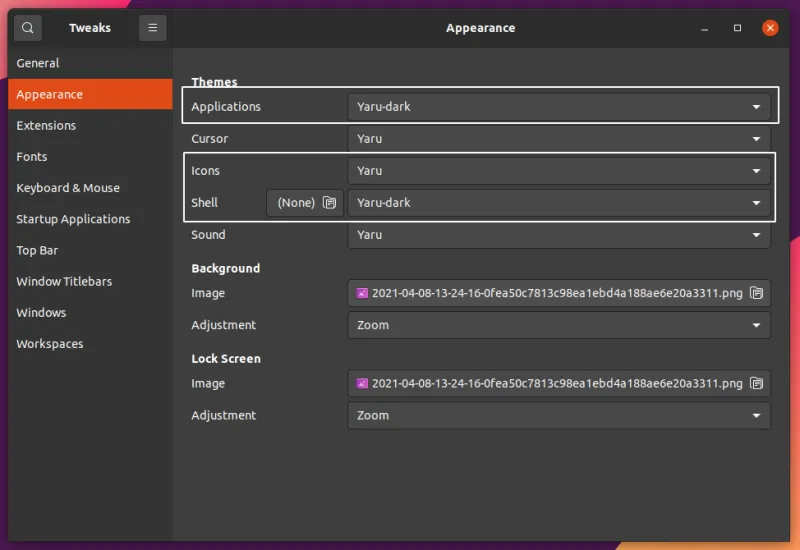 Tweaks
Appearance
General
Appearance
Extensions
Fonts
Keyboard & Mouse
Startup Applications
Top Bar
Window Titlebars
Windows
Workspaces
Themes
Applications Yaru-dark
Cursor Yaru
Icons Yaru
Shell (None) Yaru-dark
Sound Yaru
Background
Image 2021-04-08-13-24-16-0fea50c7813c98ea1ebd4a188ae6e20a3311.png
Adjustment Zoom
Lock Screen
Image 2021-04-08-13-24-16-0fea50c7813c98ea1ebd4a188ae6e20a3311.png
Adjustment Zoom